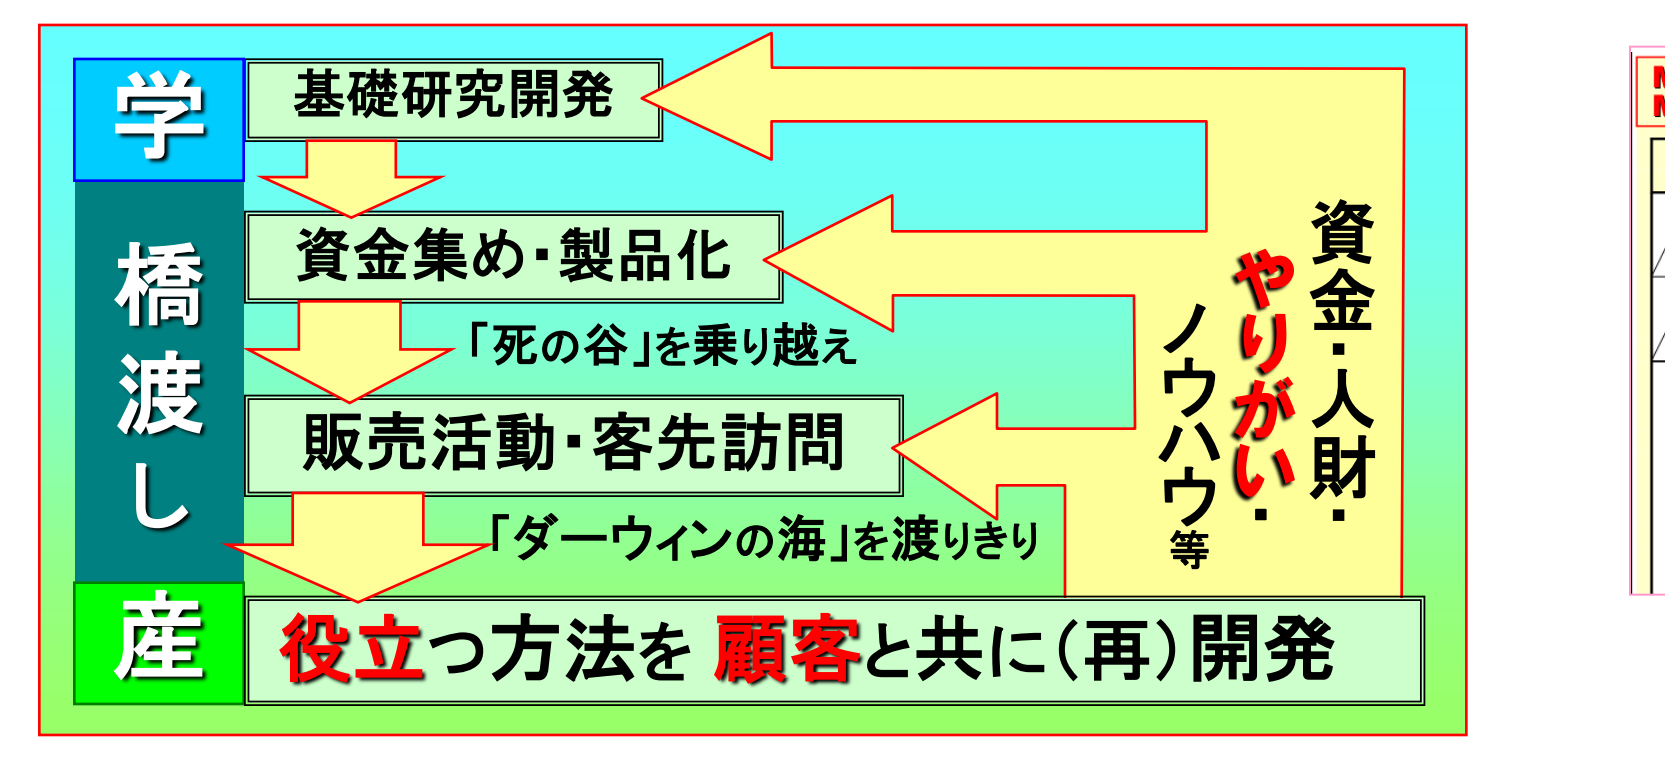 学
橋渡し
産
基礎研究開発
資金集め・製品化
「死の谷」を乗り越え
販売活動・客先訪問
「ダーウィンの海」を渡りきり
役立つ方法を 顧客と共に(再)開発
資金・人財・
やりがい・
ノウハウ等